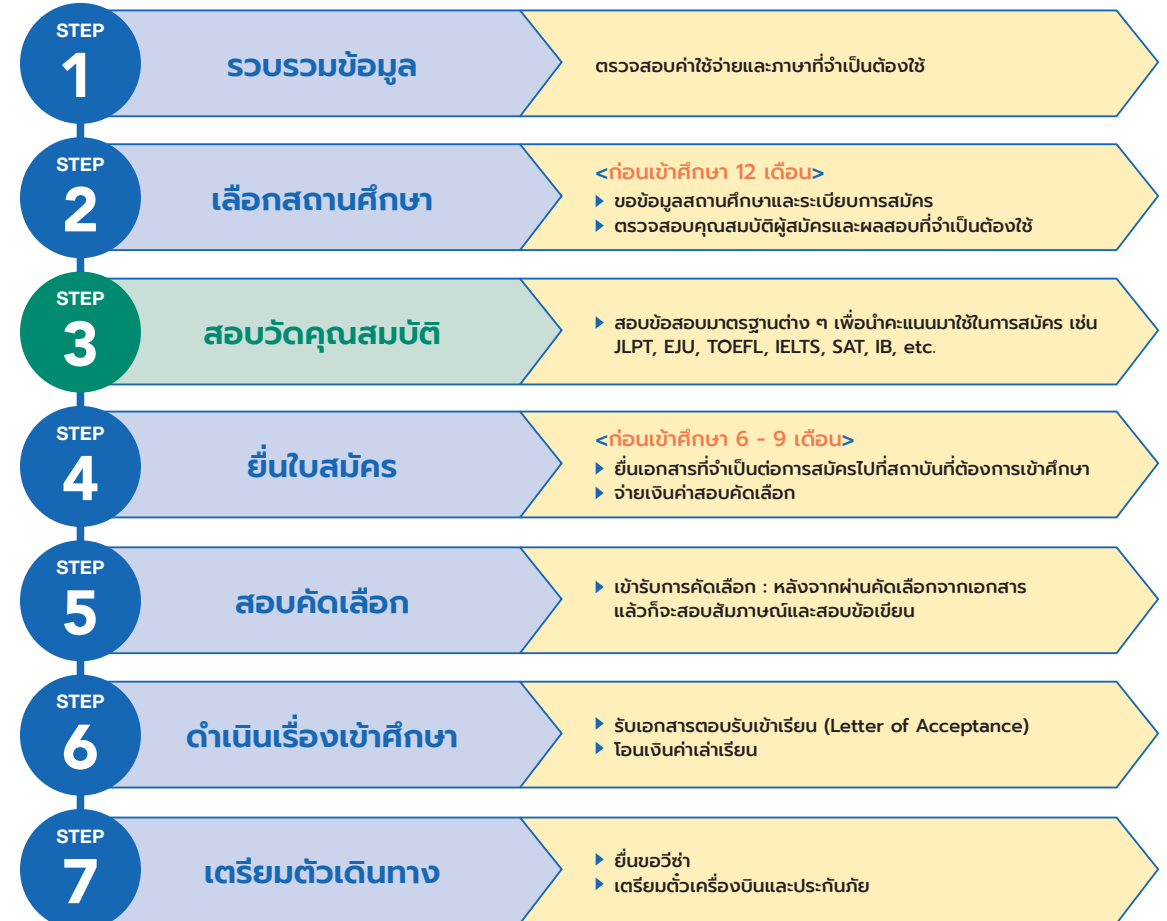 STEP
1
รวบรวมข้อมูล
ตรวจสอบค่าใช้จ่ายและภาษาที่จำเป็นต้องใช้
STEP
2
เลือกสถานศึกษา
<ก่อนเข้าศึกษา 12 เดือน>
ขอข้อมูลสถานศึกษาและระเบียบการสมัคร
ตรวจสอบคุณสมบัติผู้สมัครและผลสอบที่จำเป็นต้องใช้
STEP
3
สอบวัดคุณสมบัติ
สอบข้อสอบมาตรฐานต่าง ๆ เพื่อนำคะแนนมาใช้ในการสมัคร เช่น
JLPT, EJU, TOEFL, IELTS, SAT, IB, etc.
STEP
4
ยื่นใบสมัคร
<ก่อนเข้าศึกษา 6 - 9 เดือน>
ยื่นเอกสารที่จำเป็นต่อการสมัครไปที่สถาบันที่ต้องการเข้าศึกษา
จ่ายเงินค่าสอบคัดเลือก
STEP
5
สอบคัดเลือก
เข้ารับการคัดเลือก : หลังจากผ่านคัดเลือกจากเอกสาร
แล้วก็จะสอบสัมภาษณ์และสอบข้อเขียน
STEP
6
ดำเนินเรื่องเข้าศึกษา
รับเอกสารตอบรับเข้าเรียน (Letter of Acceptance)
โอนเงินค่าเล่าเรียน
STEP
7
เตรียมตัวเดินทาง
ยื่นขอวีซ่า
เตรียมตั๋วเครื่องบินและประกันภัย